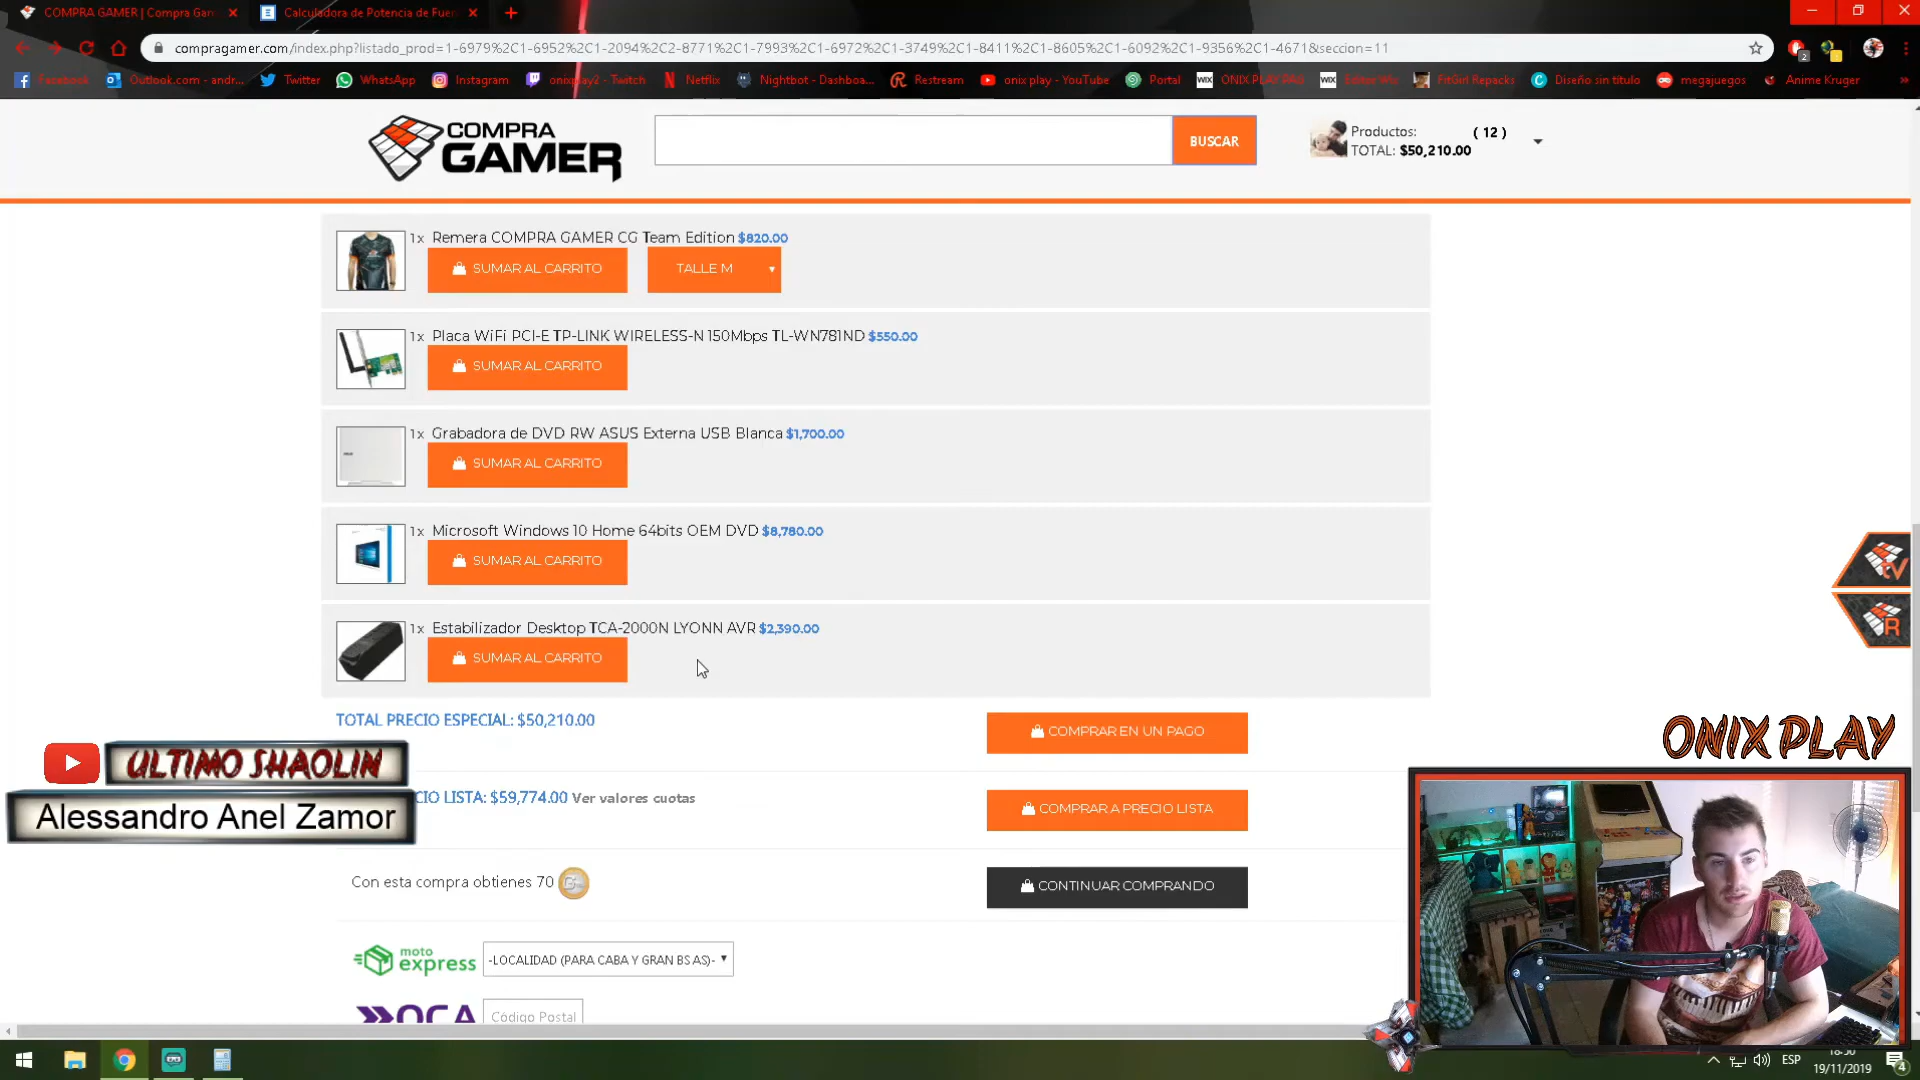 COMPRA GAMER | Compra Gam
Calculadora de Potencia de Fuen
compragamer.com/index.php?listado_prod=1-6979%2C1-6952%2C1-2094%2C2-8771%2C1-7993%2C1-6972%2C1-3749%2C1-8411%2C1-8605%2C1-6092%2C1-9356%2C1-4671&seccion=11
Facebook
Outlook.com - andr...
Twitter
WhatsApp
Instagram
onixplay2 - Twitch
Netflix
Nightbot - Dashboa...
Restream
onix play - YouTube
Portal
WIX ONIX PLAY PAG
WIX Editor Wix
FitGirl Repacks
Diseño sin título
megajuegos
Anime Kruger
COMPRA GAMER
BUSCAR
Productos: ( 12 )
TOTAL: $50,210.00
1x Remera COMPRA GAMER CG Team Edition $820.00
SUMAR AL CARRITO
TALLE M
1x Placa WiFi PCI-E TP-LINK WIRELESS-N 150Mbps TL-WN781ND $550.00
SUMAR AL CARRITO
1x Grabadora de DVD RW ASUS Externa USB Blanca $1,700.00
SUMAR AL CARRITO
1x Microsoft Windows 10 Home 64bits OEM DVD $8,780.00
SUMAR AL CARRITO
1x Estabilizador Desktop TCA-2000N LYONN AVR $2,390.00
SUMAR AL CARRITO
TOTAL PRECIO ESPECIAL: $50,210.00
COMPRAR EN UN PAGO
CIO LISTA: $59,774.00 Ver valores cuotas
COMPRAR A PRECIO LISTA
Con esta compra obtienes 70
CONTINUAR COMPRANDO
moto express
-LOCALIDAD (PARA CABA Y GRAN BS AS)-
OCA
Código Postal
TV
R
ULTIMO SHAOLIN
Alessandro Anel Zamor
ONIX PLAY
ESP
18:50
19/11/2019
4